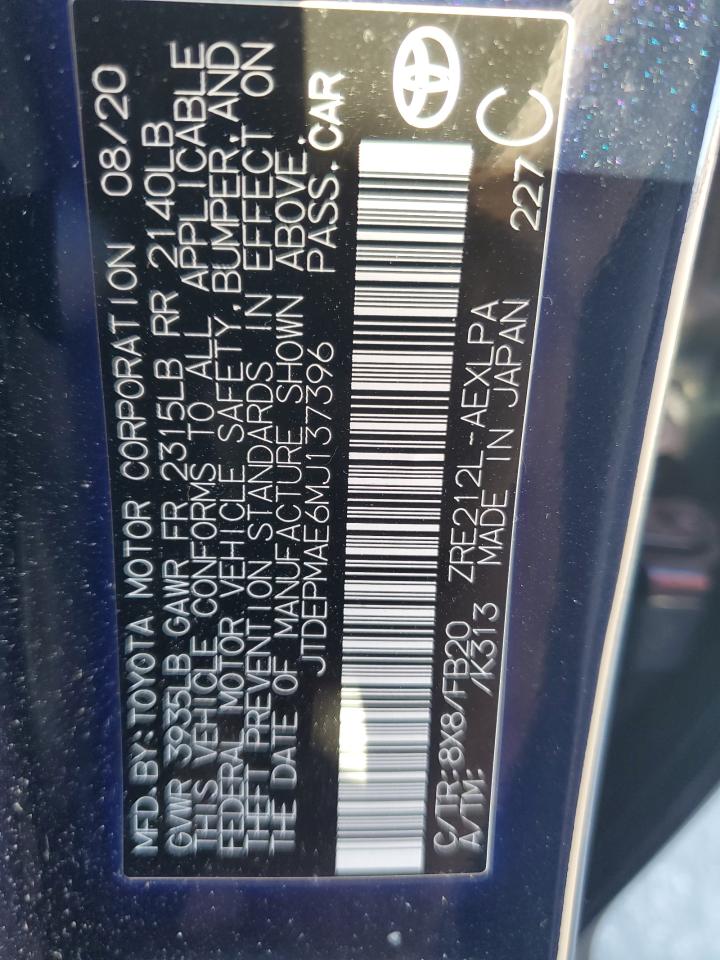 MFD.BY:TOYOTA MOTOR CORPORATION 08/20
GVWR 3935LB GAWR FR 2315LB RR 2140LB
THIS VEHICLE CONFORMS TO ALL APPLICABLE
FEDERAL MOTOR VEHICLE SAFETY,BUMPER,AND
THEFT PREVENTION STANDARDS IN EFFECT ON
THE DATE OF MANUFACTURE SHOWN ABOVE.
JTDEPMAE6MJ137396 PASS.CAR
C/TR:8X8/FB20 ZRE212L-AEXLPA 227 C
A/TM: /K313 MADE IN JAPAN